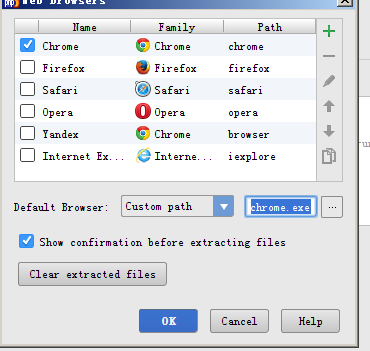 Web Browsers
Name Family Path
Chrome Chrome chrome
Firefox Firefox firefox
Safari Safari safari
Opera Opera opera
Yandex Chrome browser
Internet Ex... Interne... iexplore
Default Browser: Custom path chrome.exe ...
Show confirmation before extracting files
Clear extracted files
OK Cancel Help